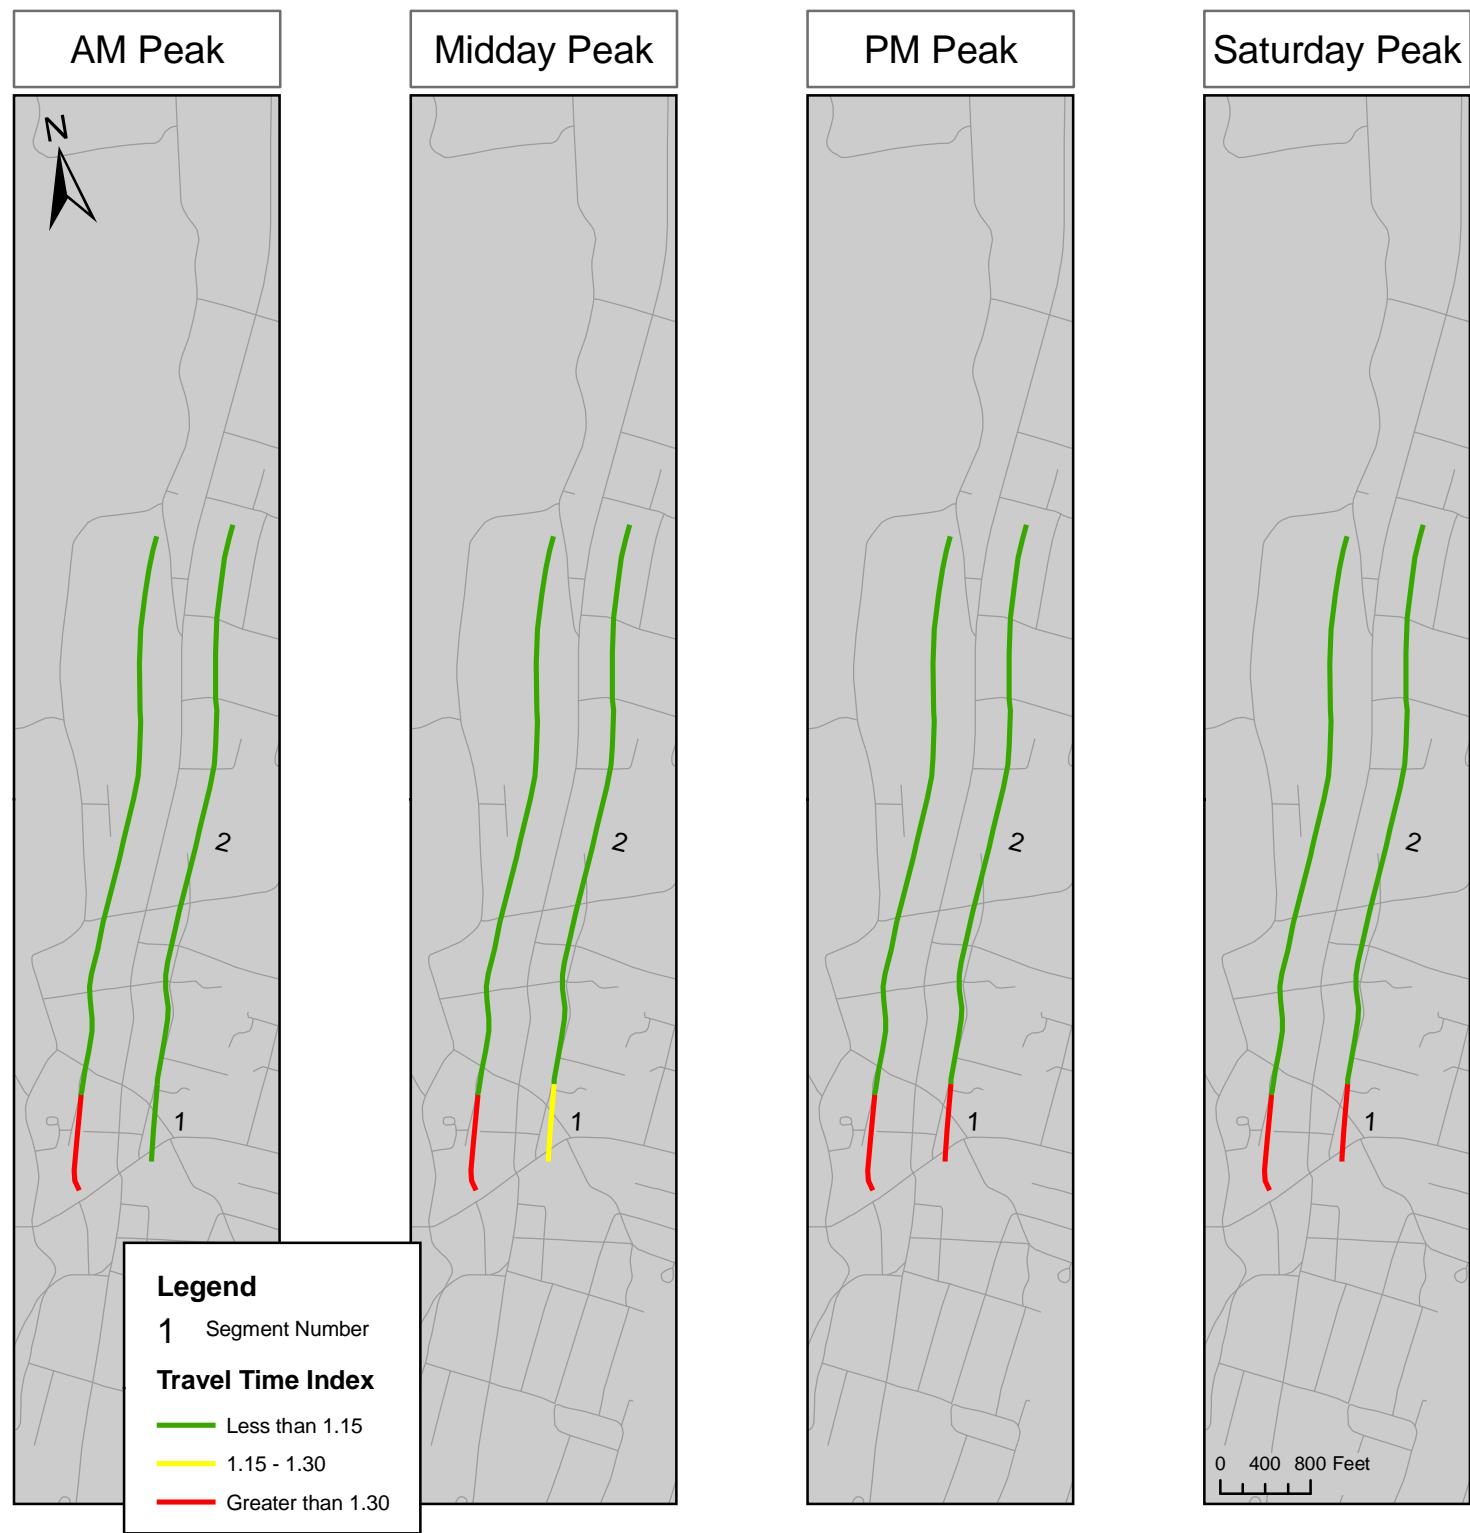 AM Peak
Midday Peak
PM Peak
Saturday Peak
N
2
2
2
2
1
1
1
1
Legend
1 Segment Number
Travel Time Index
Less than 1.15
1.15 - 1.30
Greater than 1.30
0 400 800 Feet